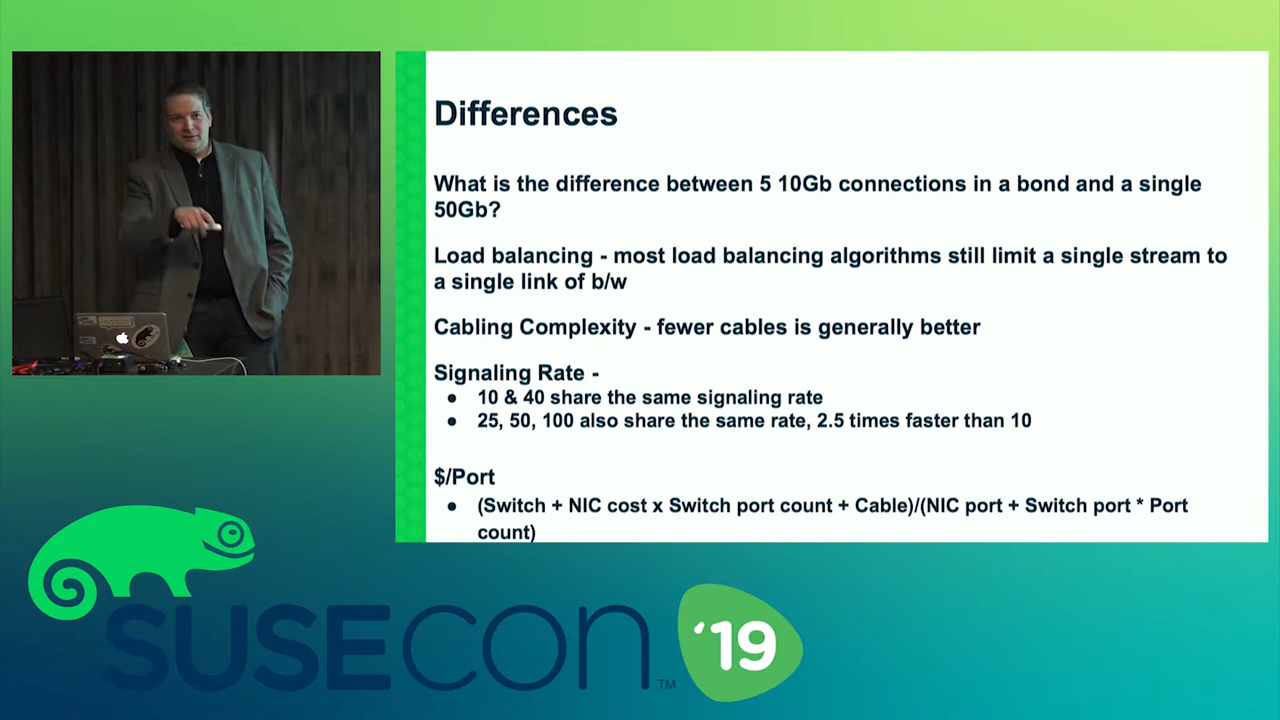 Differences
What is the difference between 5 10Gb connections in a bond and a single
50Gb?
Load balancing - most load balancing algorithms still limit a single stream to
a single link of b/w
Cabling Complexity - fewer cables is generally better
Signaling Rate -
• 10 & 40 share the same signaling rate
• 25, 50, 100 also share the same rate, 2.5 times faster than 10
$/Port
• (Switch + NIC cost x Switch port count + Cable)/(NIC port + Switch port * Port
count)
SUSECON TM '19